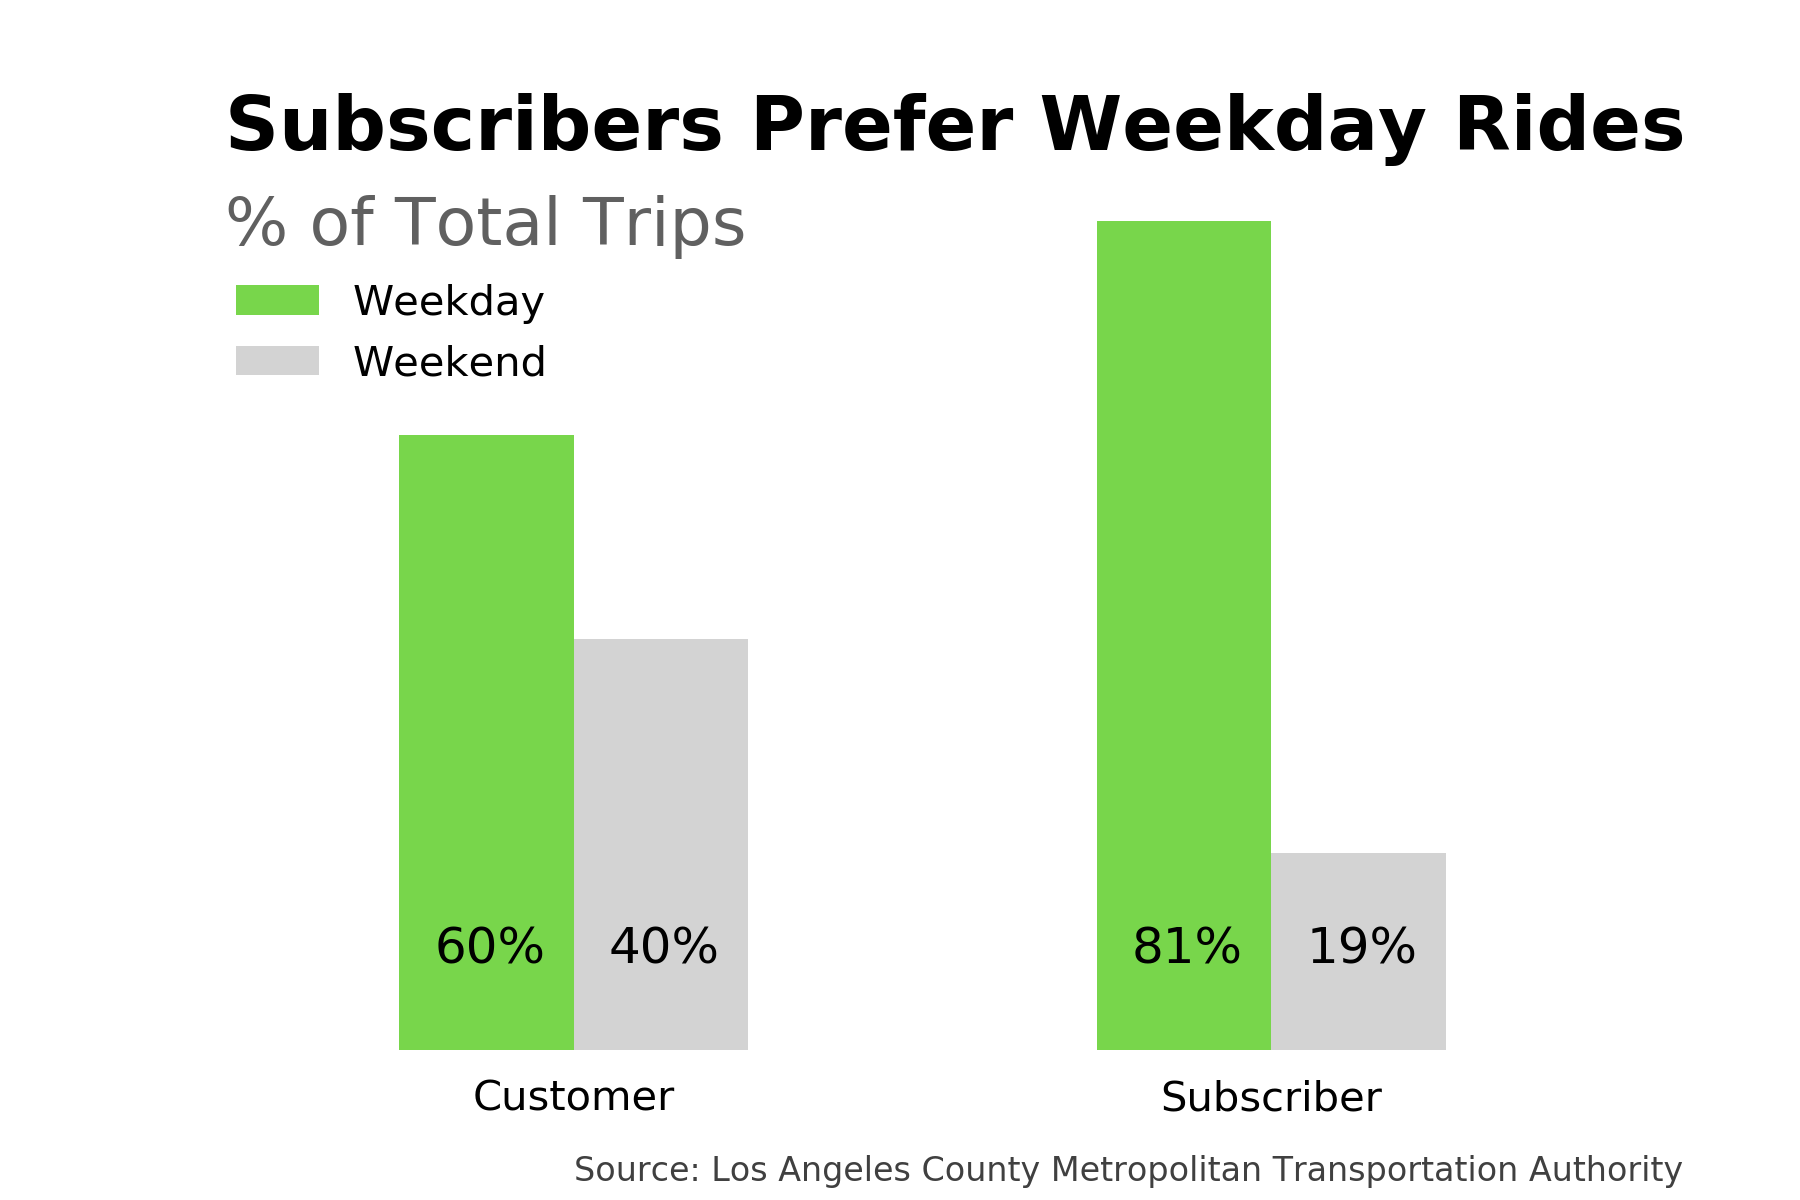 Subscribers Prefer Weekday Rides
% of Total Trips
Weekday
Weekend
60% 40% 81% 19%
Customer Subscriber
Source: Los Angeles County Metropolitan Transportation Authority